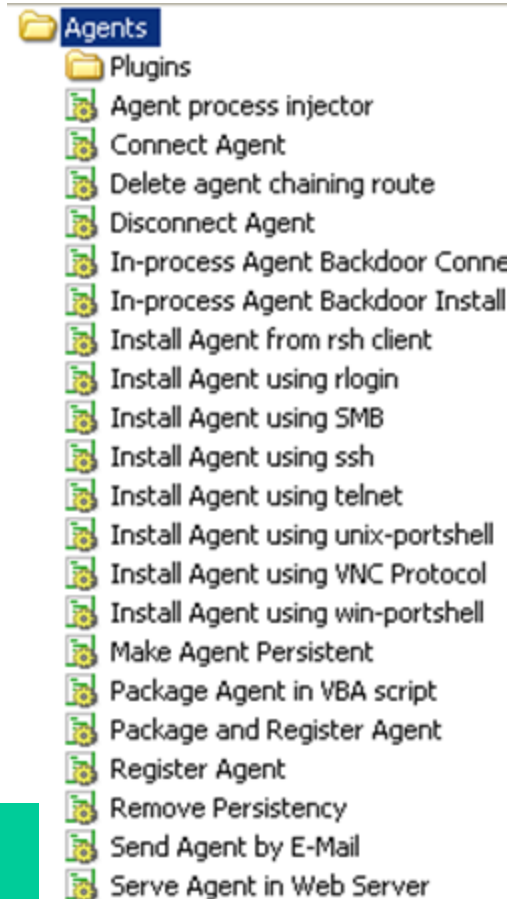 Agents
Plugins
Agent process injector
Connect Agent
Delete agent chaining route
Disconnect Agent
In-process Agent Backdoor Conne
In-process Agent Backdoor Install
Install Agent from rsh client
Install Agent using rlogin
Install Agent using SMB
Install Agent using ssh
Install Agent using telnet
Install Agent using unix-portshell
Install Agent using VNC Protocol
Install Agent using win-portshell
Make Agent Persistent
Package Agent in VBA script
Package and Register Agent
Register Agent
Remove Persistency
Send Agent by E-Mail
Serve Agent in Web Server